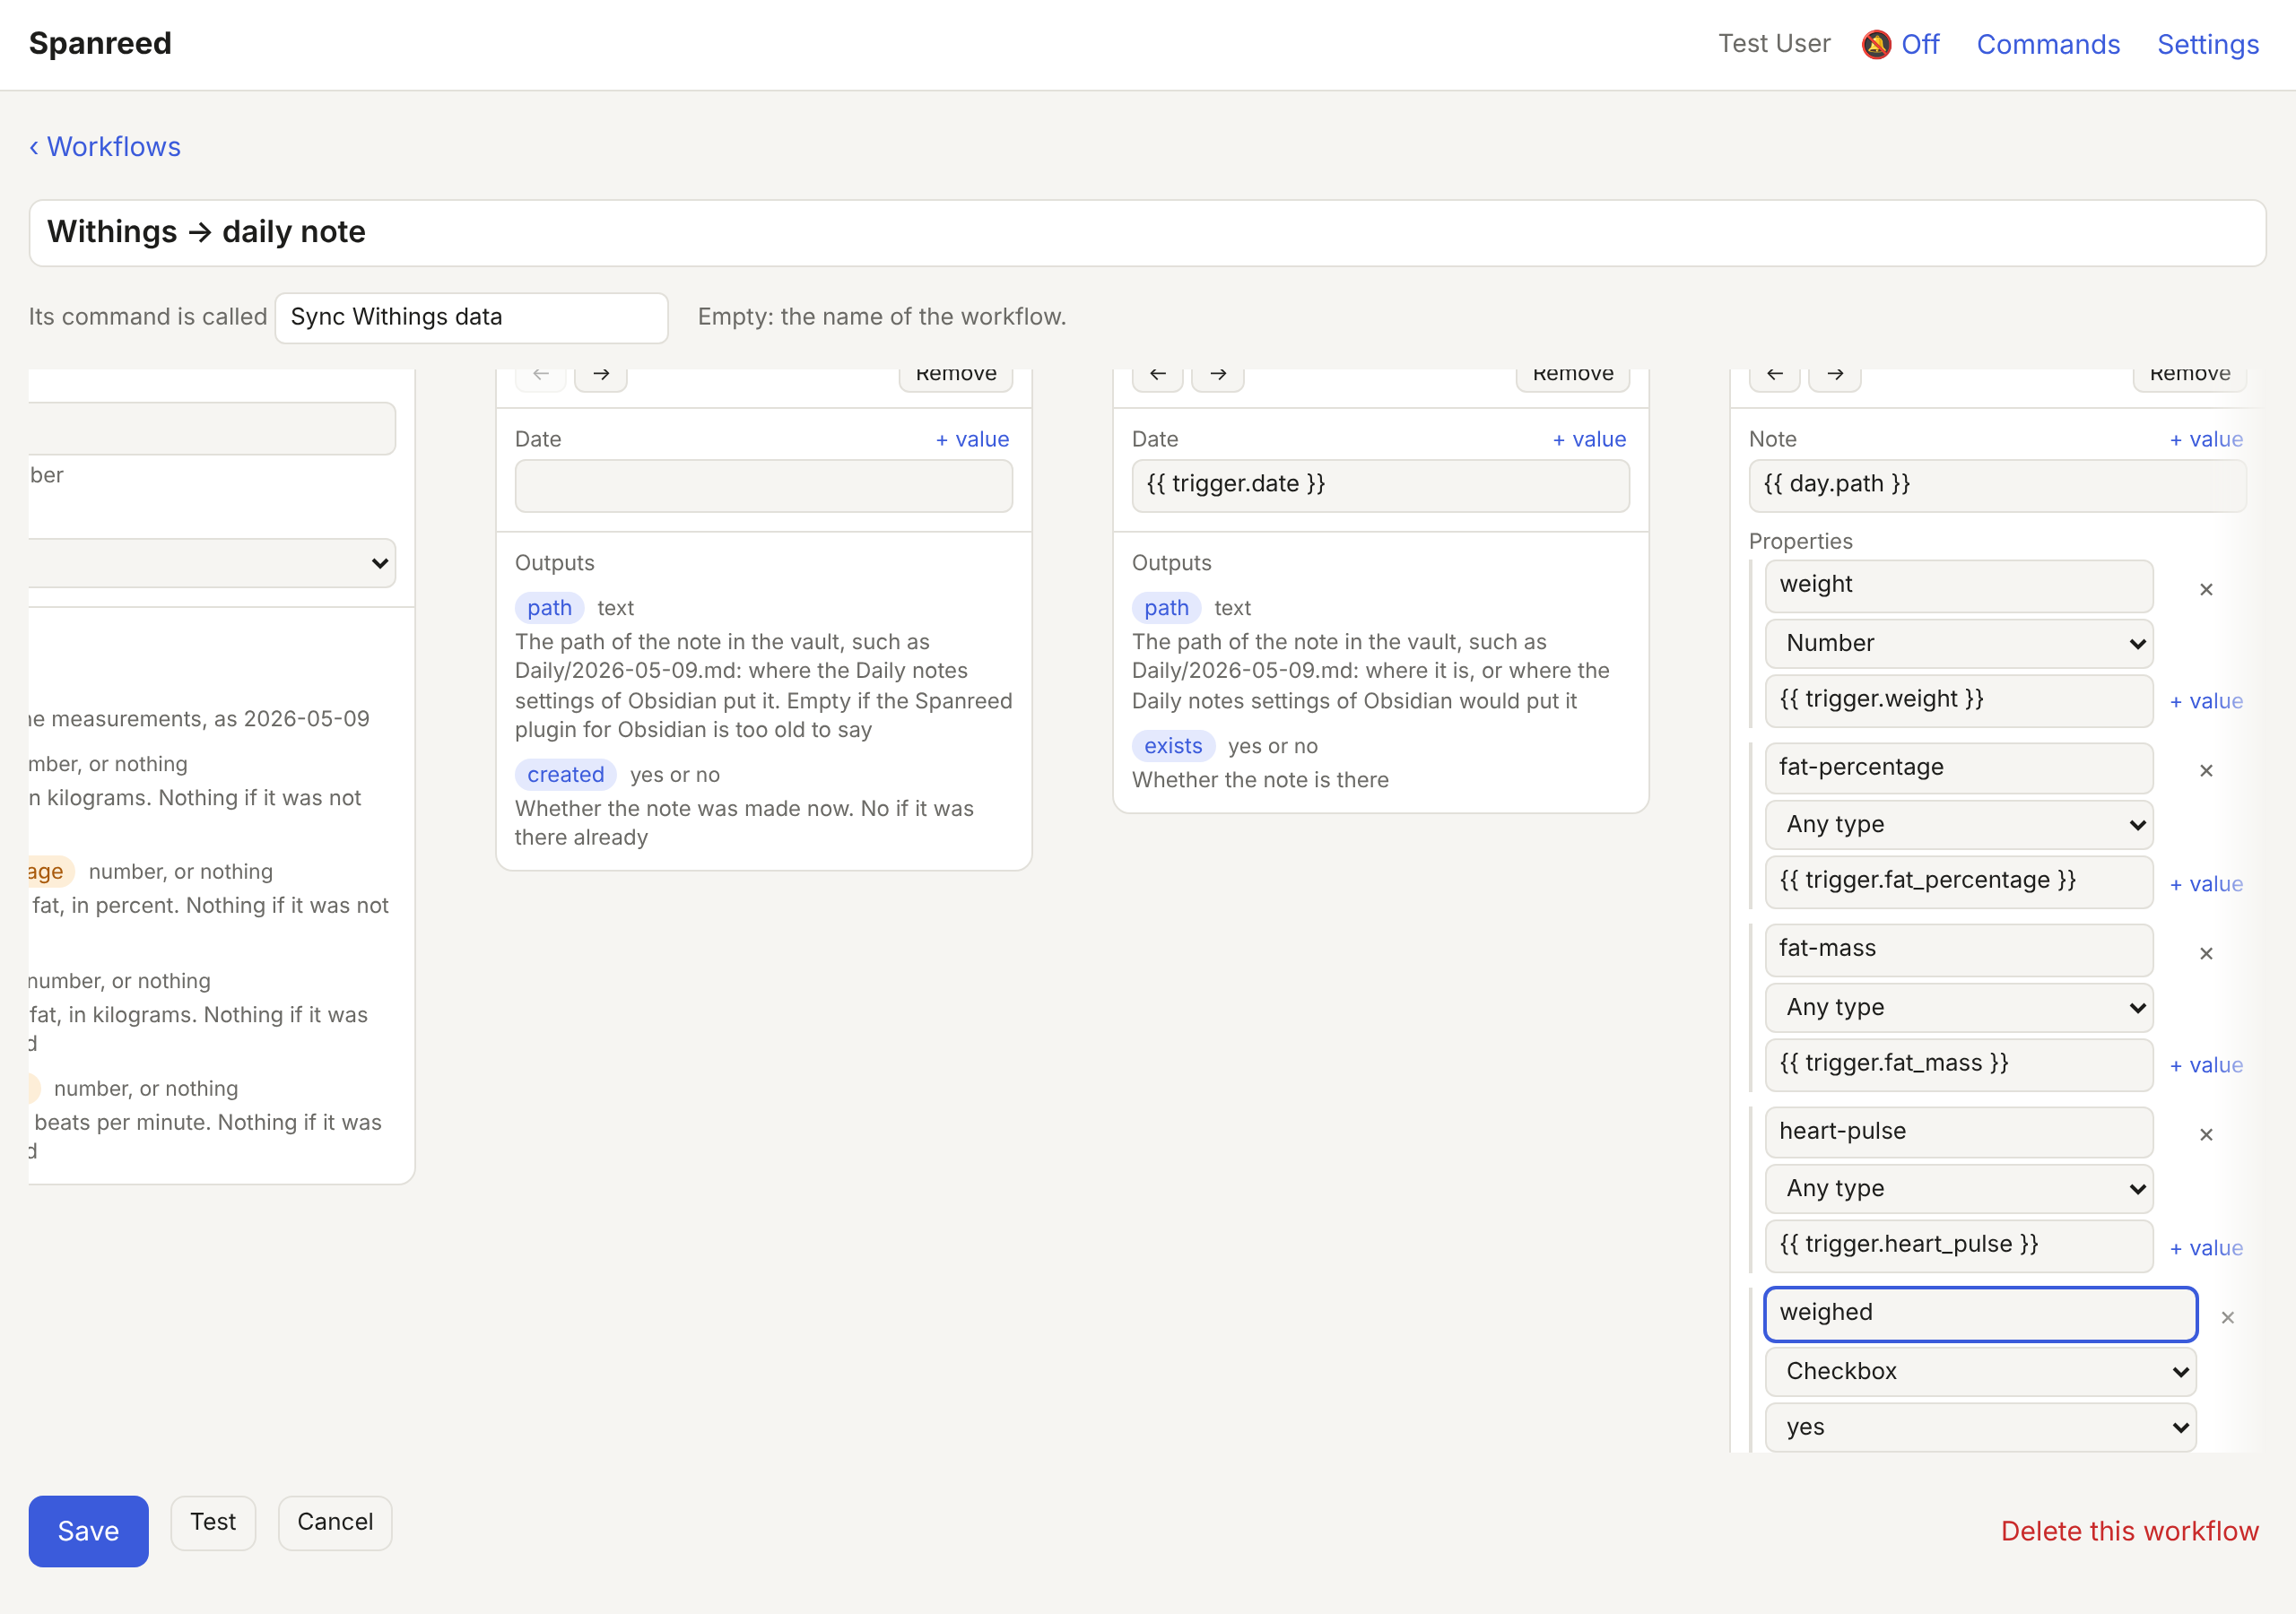 Spanreed
Test User
Off
Commands
Settings
‹ Workflows
Withings → daily note
Its command is called
Sync Withings data
Empty: the name of the workflow.
ber
he measurements, as 2026-05-09
mber, or nothing
n kilograms. Nothing if it was not
age number, or nothing
fat, in percent. Nothing if it was not
number, or nothing
fat, in kilograms. Nothing if it was
d
number, or nothing
beats per minute. Nothing if it was
d
← → Remove
Date + value
Outputs
path text
The path of the note in the vault, such as
Daily/2026-05-09.md: where the Daily notes
settings of Obsidian put it. Empty if the Spanreed
plugin for Obsidian is too old to say
created yes or no
Whether the note was made now. No if it was
there already
← → Remove
Date + value
{{ trigger.date }}
Outputs
path text
The path of the note in the vault, such as
Daily/2026-05-09.md: where it is, or where the
Daily notes settings of Obsidian would put it
exists yes or no
Whether the note is there
← → Remove
Note + value
{{ day.path }}
Properties
weight ×
Number
{{ trigger.weight }} + value
fat-percentage ×
Any type
{{ trigger.fat_percentage }} + value
fat-mass ×
Any type
{{ trigger.fat_mass }} + value
heart-pulse ×
Any type
{{ trigger.heart_pulse }} + value
weighed ×
Checkbox
yes
Save
Test
Cancel
Delete this workflow